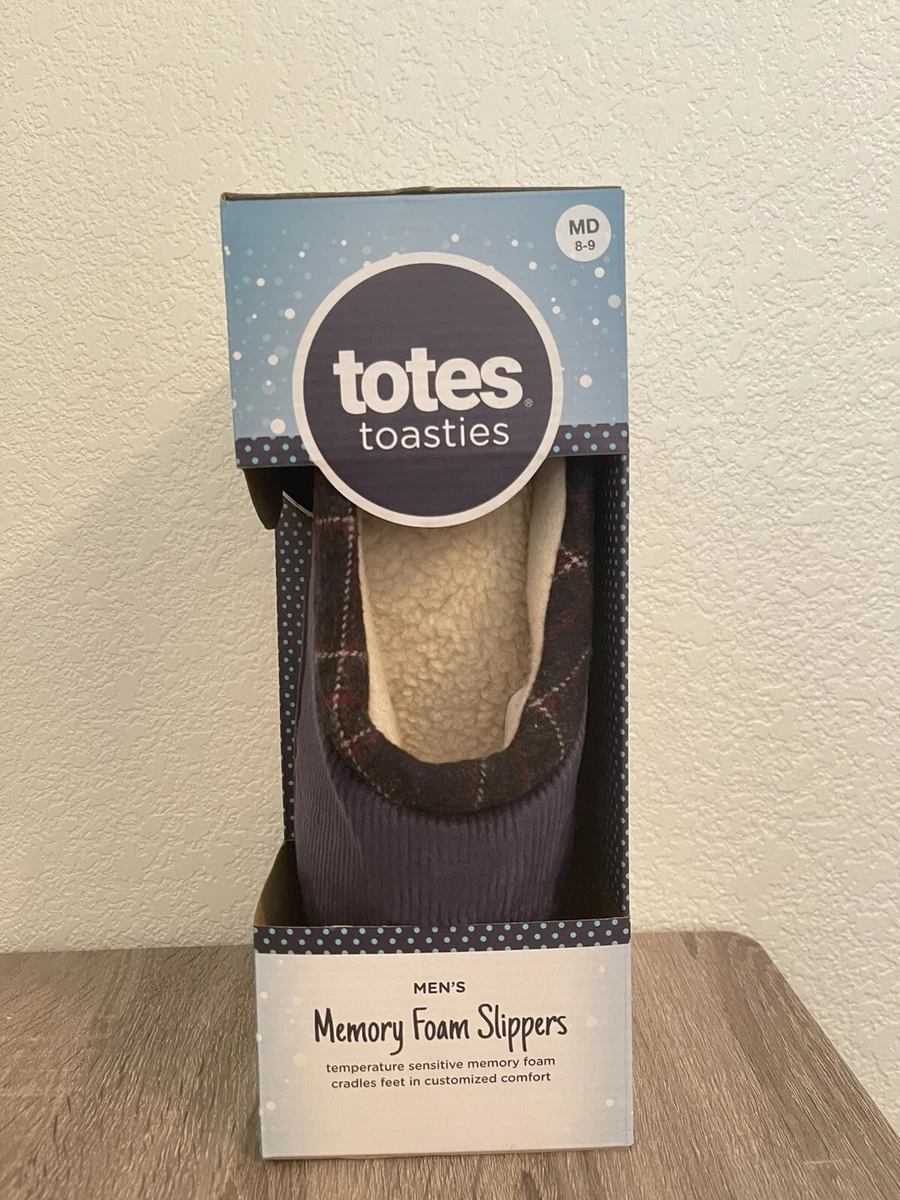 MD
8-9
totes®
toasties
MEN'S
Memory Foam Slippers
temperature sensitive memory foam
cradles feet in customized comfort